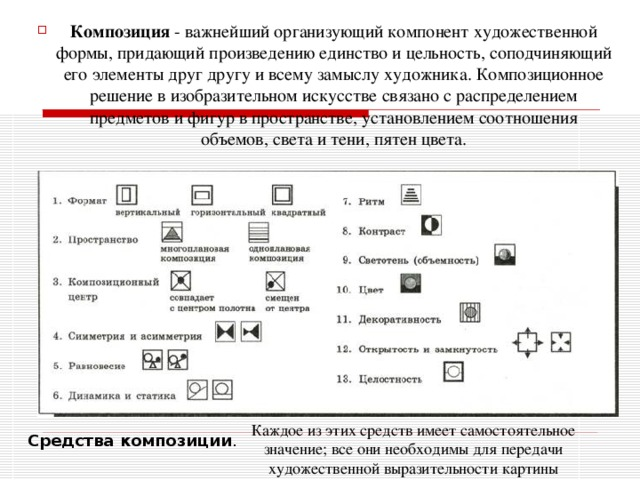 Композиция - важнейший организующий компонент художественной
формы, придающий произведению единство и цельность, соподчиняющий
его элементы друг другу и всему замыслу художника. Композиционное
решение в изобразительном искусстве связано с распределением
предметов и фигур в пространстве, установлением соотношения
объемов, света и тени, пятен цвета.
1. Формат
вертикальный горизонтальный квадратный
2. Пространство
многоплановая композиция
одноплановая композиция
3. Композиционный
центр
совпадает
с центром полотна
смещен
от центра
4. Симметрия и асимметрия
5. Равновесие
6. Динамика и статика
7. Ритм
8. Контраст
9. Светотень (объемность)
10. Цвет
11. Декоративность
12. Открытость и замкнутость
13. Целостность
Средства композиции.
Каждое из этих средств имеет самостоятельное
значение; все они необходимы для передачи
художественной выразительности картины